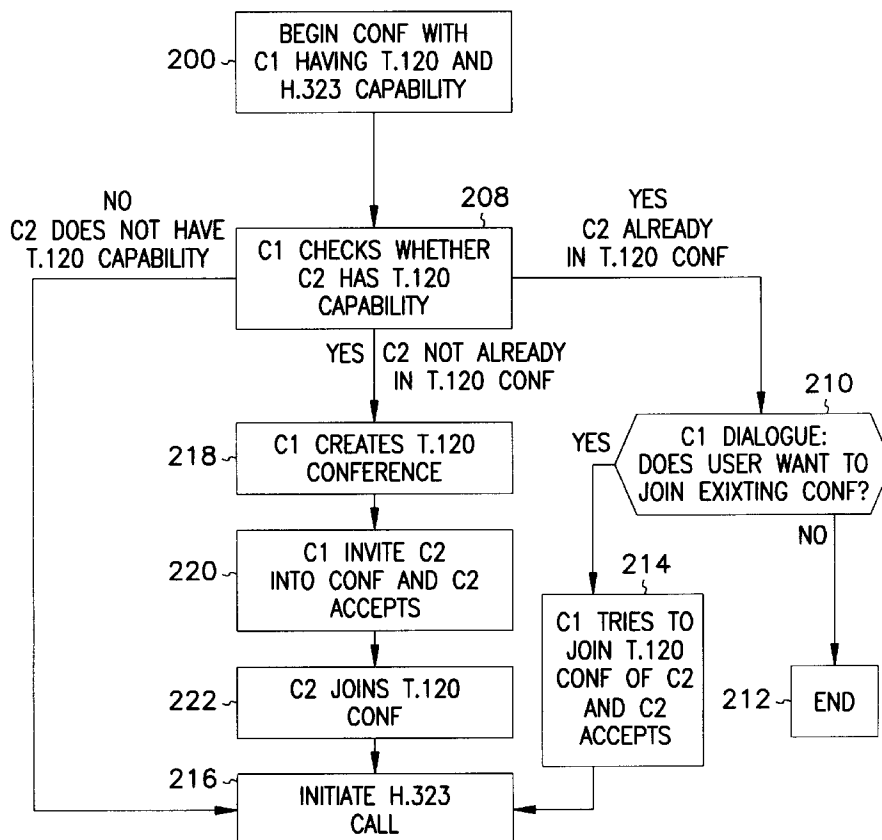 200
BEGIN CONF WITH
C1 HAVING T.120 AND
H.323 CAPABILITY
NO
C2 DOES NOT HAVE
T.120 CAPABILITY
208
C1 CHECKS WHETHER
C2 HAS T.120
CAPABILITY
YES
C2 ALREADY
IN T.120 CONF
YES
C2 NOT ALREADY
IN T.120 CONF
210
C1 DIALOGUE:
DOES USER WANT TO
JOIN EXIXTING CONF?
YES
NO
218
C1 CREATES T.120
CONFERENCE
220
C1 INVITE C2
INTO CONF AND C2
ACCEPTS
214
C1 TRIES TO
JOIN T.120
CONF OF C2
AND C2
ACCEPTS
222
C2 JOINS T.120
CONF
212
END
216
INITIATE H.323
CALL